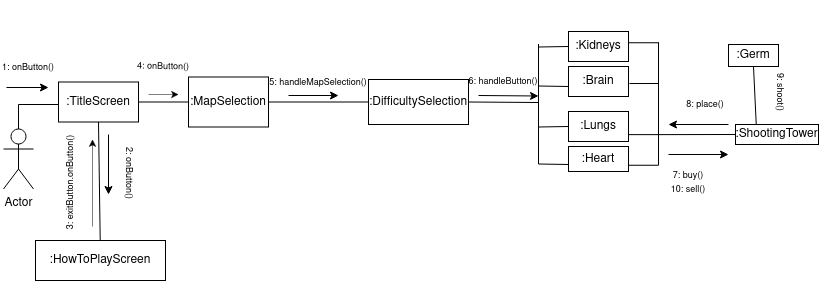 1: onButton()
4: onButton()
5: handleMapSelection()
6: handleButton()
:Kidneys
:Germ
:TitleScreen
:MapSelection
:DifficultySelection
:Brain
9: shoot()
8: place()
:Lungs
:ShootingTower
2: onButton()
3: exitButton.onButton()
:Heart
7: buy()
10: sell()
Actor
:HowToPlayScreen